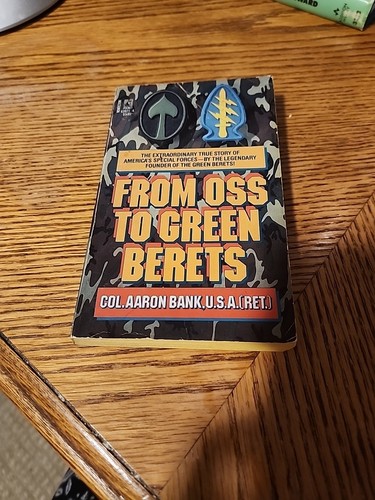 ARD
THE EXTRAORDINARY TRUE STORY OF
AMERICA'S SPECIAL FORCES—BY THE LEGENDARY
FOUNDER OF THE GREEN BERETS!
FROM OSS
TO GREEN
BERETS
COL. AARON BANK, U.S.A. (RET.)